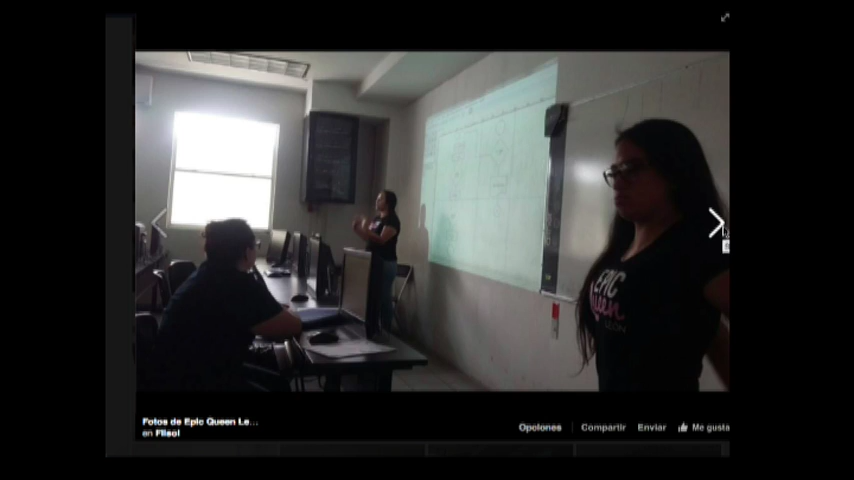 EPIC
Queen
Fotos de Epic Queen Le...
en Flisol
Opciones
Compartir
Enviar
Me gusta